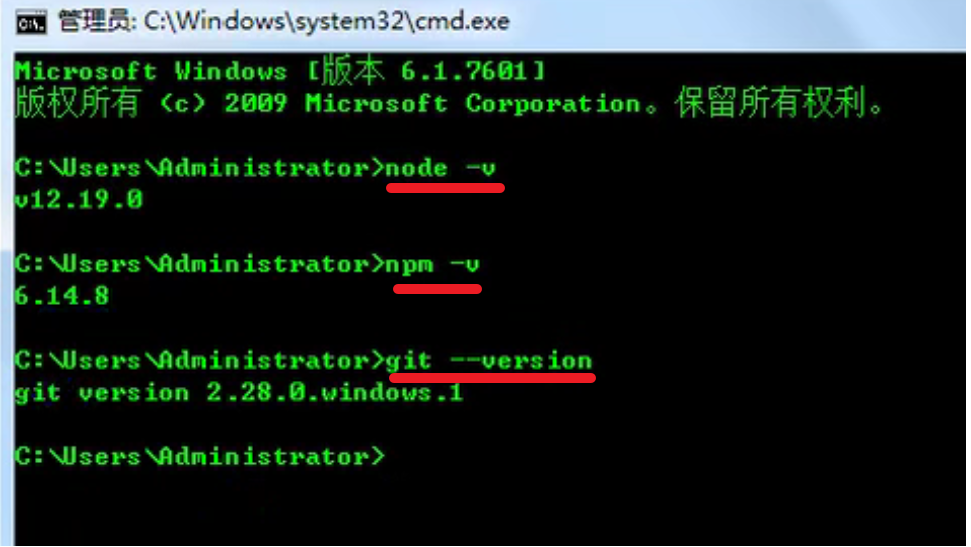 管理员: C:\Windows\system32\cmd.exe
Microsoft Windows [版本 6.1.7601]
版权所有 (c) 2009 Microsoft Corporation。保留所有权利。
C:\Users\Administrator>node -v
v12.19.0
C:\Users\Administrator>npm -v
6.14.8
C:\Users\Administrator>git --version
git version 2.28.0.windows.1
C:\Users\Administrator>